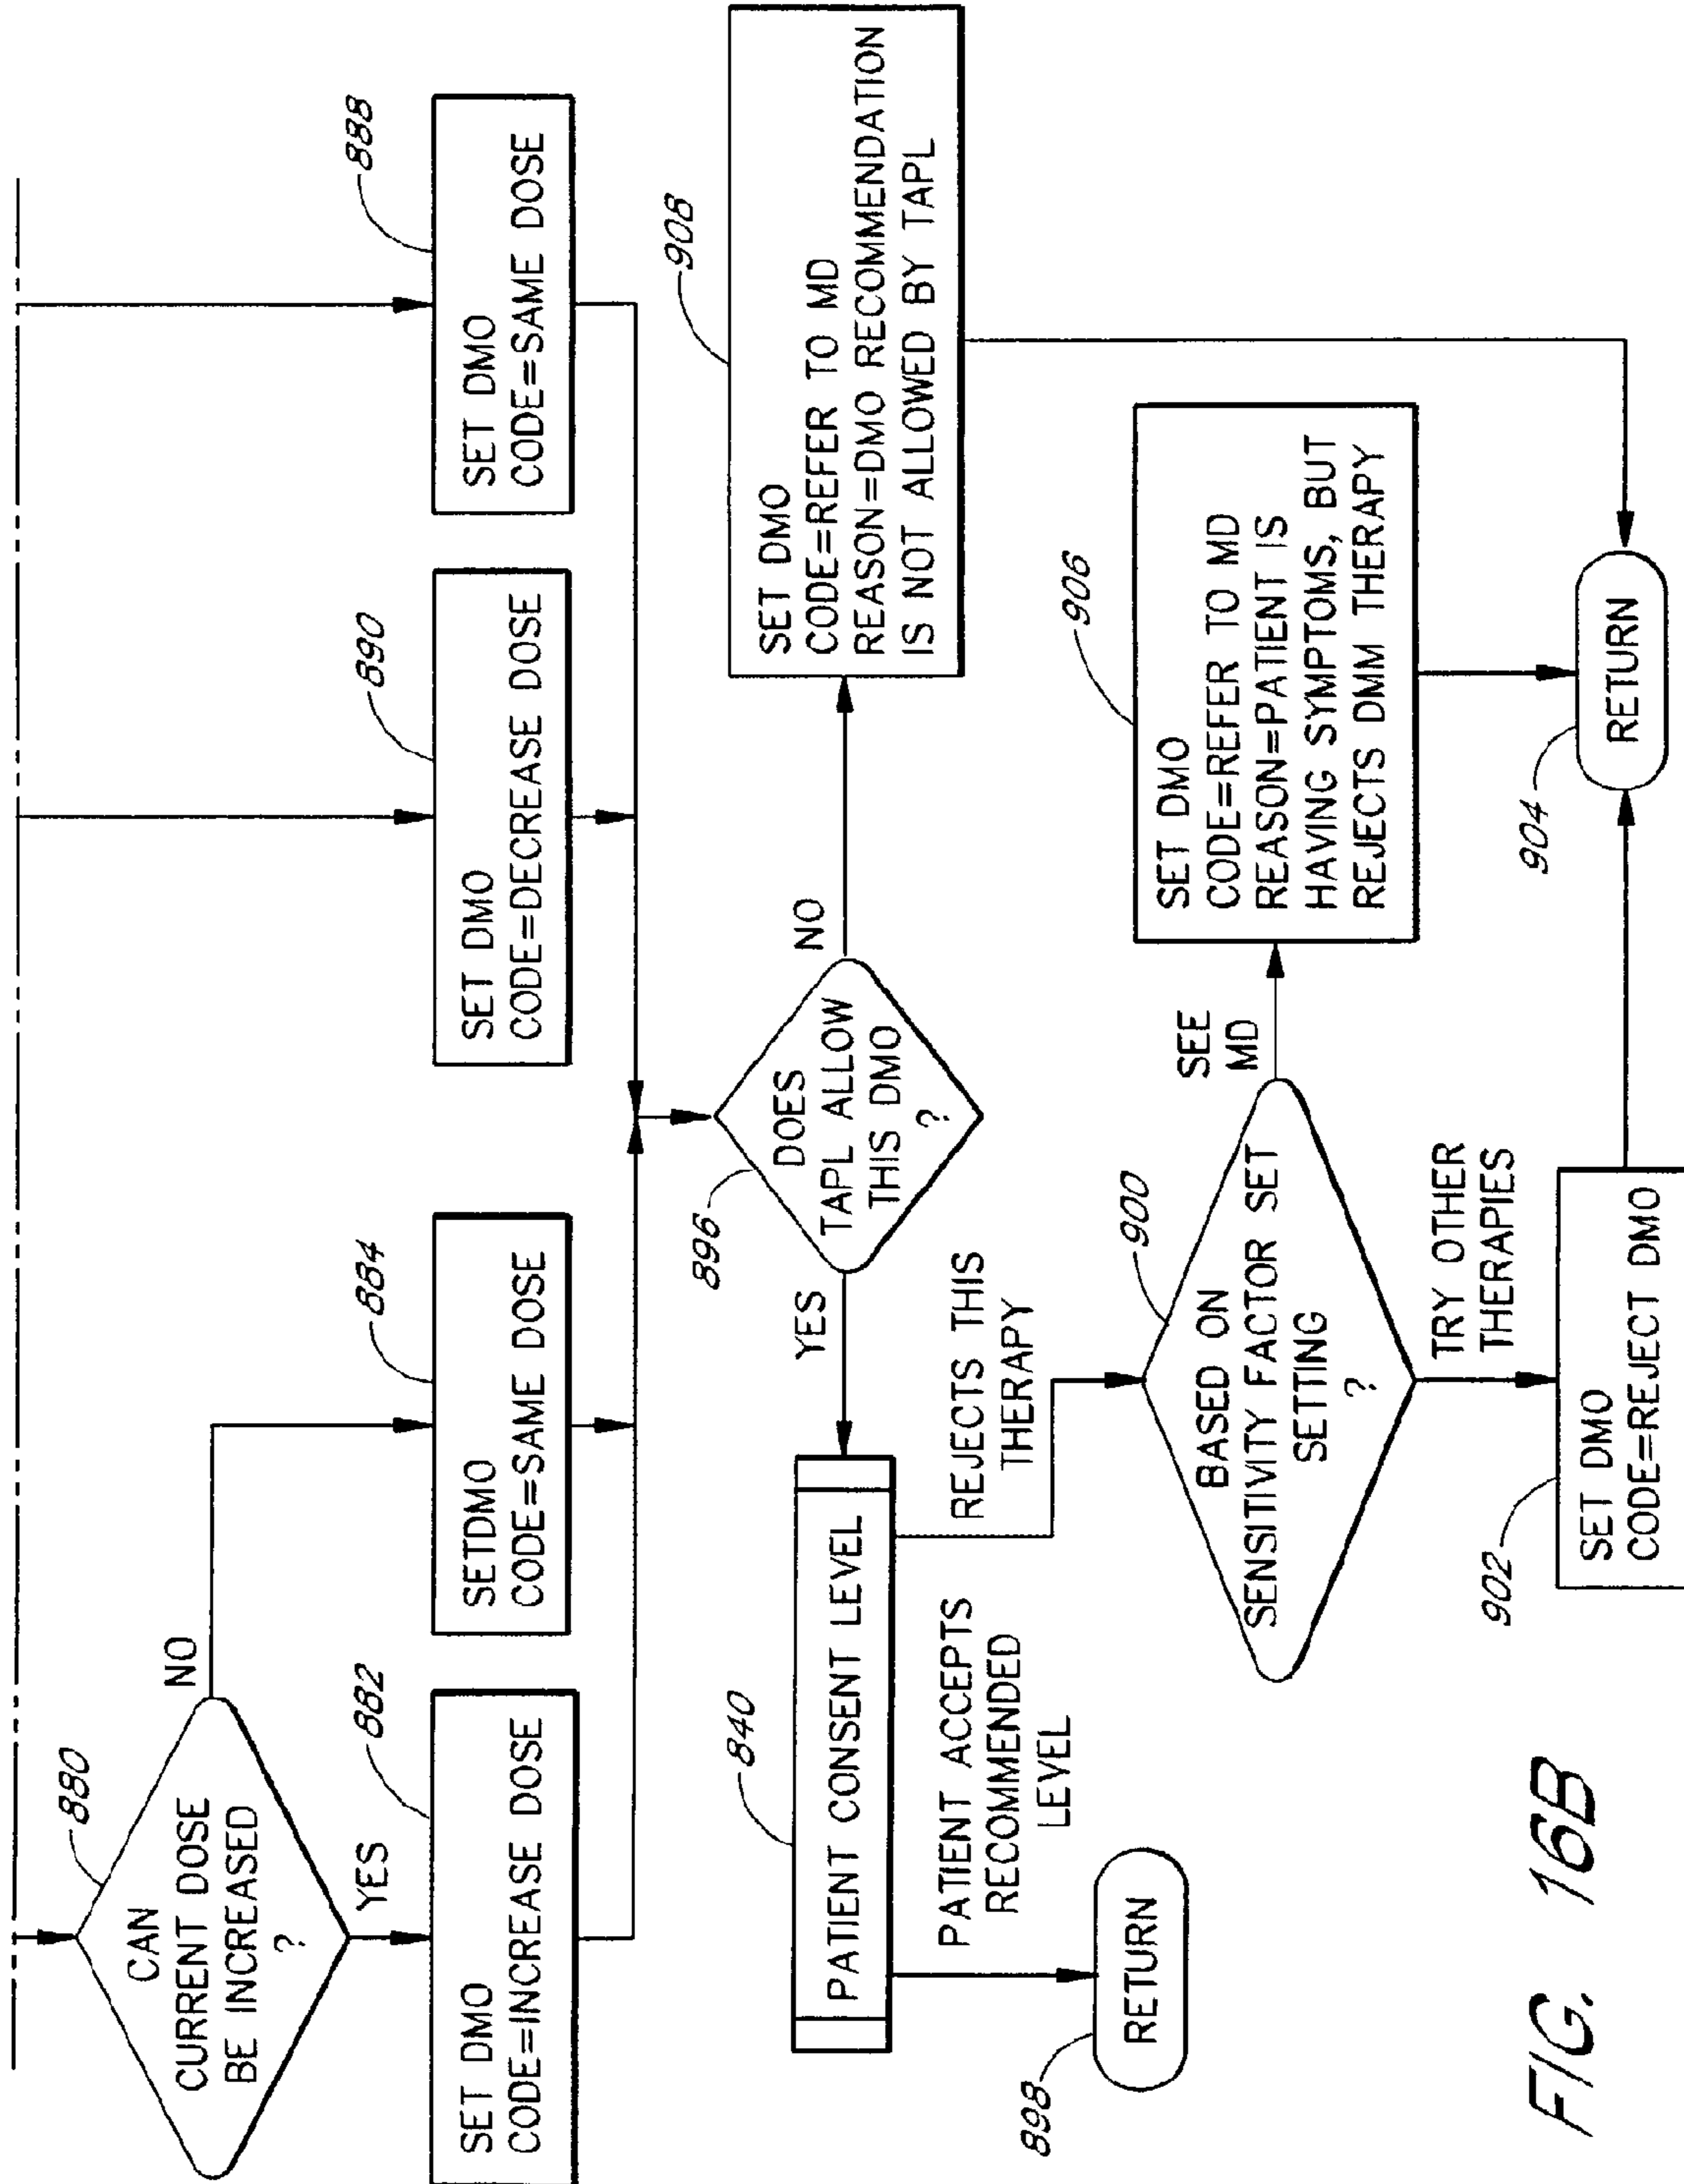 880
CAN
CURRENT DOSE
BE INCREASED
?
NO
YES
882
SET DMO
CODE=INCREASE DOSE
884
SETDMO
CODE=SAME DOSE
890
SET DMO
CODE=DECREASE DOSE
888
SET DMO
CODE=SAME DOSE
896
DOES
TAPL ALLOW
THIS DMO
?
YES
NO
908
SET DMO
CODE=REFER TO MD
REASON=DMO RECOMMENDATION
IS NOT ALLOWED BY TAPL
840
PATIENT CONSENT LEVEL
PATIENT ACCEPTS
RECOMMENDED
LEVEL
REJECTS THIS
THERAPY
898
RETURN
900
BASED ON
SENSITIVITY FACTOR SET
SETTING
?
SEE
MD
TRY OTHER
THERAPIES
906
SET DMO
CODE=REFER TO MD
REASON=PATIENT IS
HAVING SYMPTOMS, BUT
REJECTS DMM THERAPY
902
SET DMO
CODE=REJECT DMO
904
RETURN
FIG. 16B